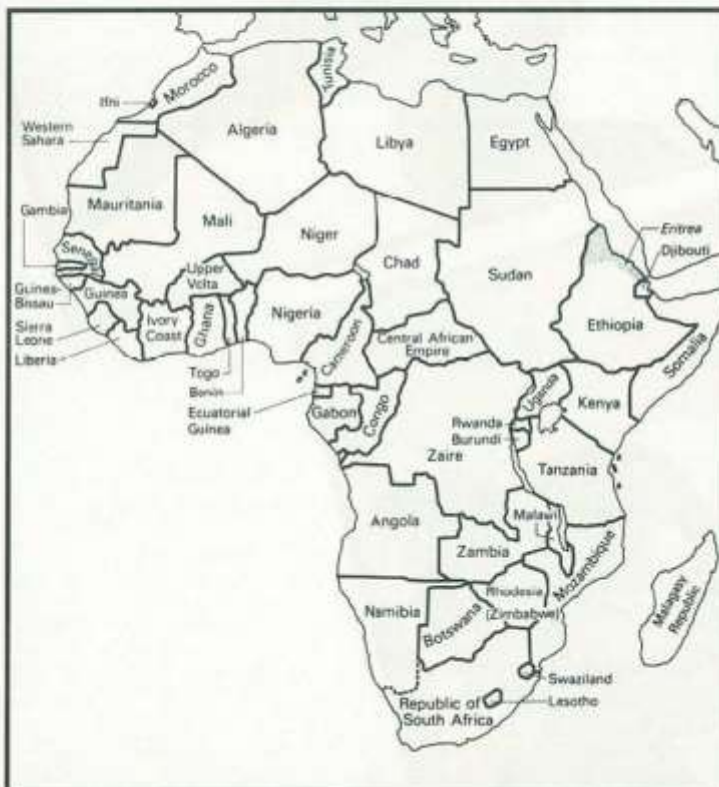 Tunisia
Morocco
Ifni
Algeria
Libya
Egypt
Western
Sahara
Mauritania
Mali
Niger
Chad
Sudan
Eritrea
Djibouti
Gambia
Senegal
Upper
Volta
Guinea-
Bissau
Guinea
Nigeria
Ethiopia
Sierra
Leone
Ivory
Coast
Ghana
Cameroon
Central African
Empire
Somalia
Liberia
Togo
Benin
Equatorial
Guinea
Gabon
Congo
Uganda
Kenya
Rwanda
Burundi
Zaire
Tanzania
Angola
Malawi
Zambia
Mozambique
Malagasy
Republic
Namibia
Botswana
Rhodesia
(Zimbabwe)
Swaziland
Lesotho
Republic of
South Africa